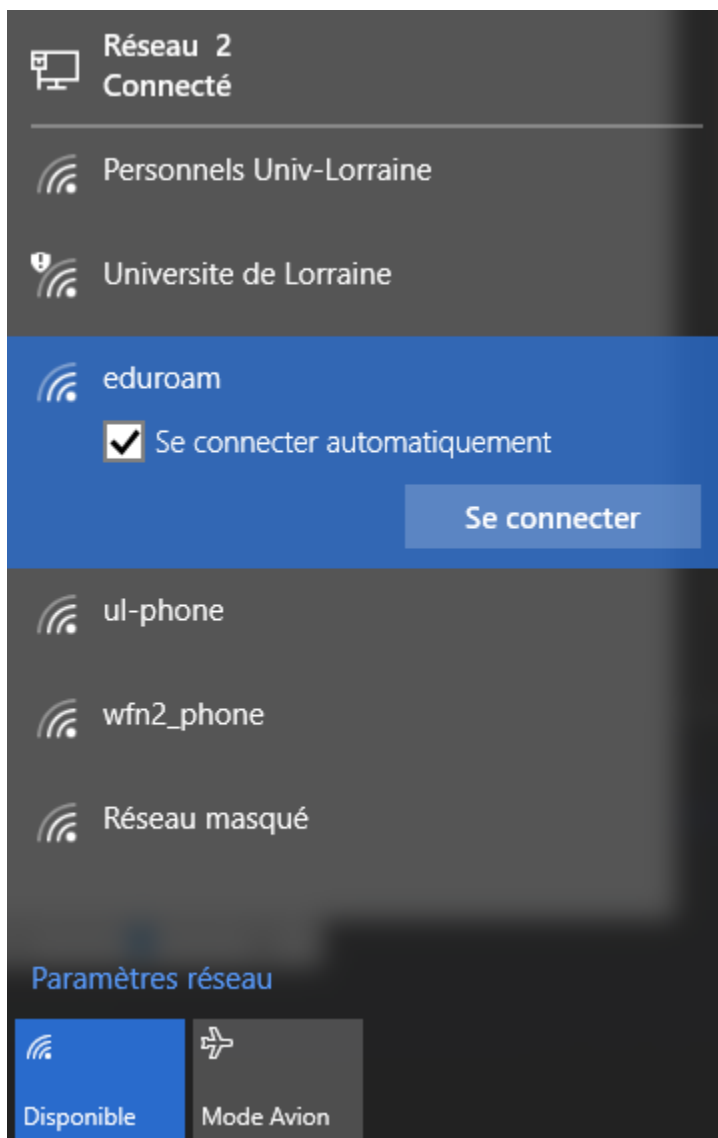 Réseau 2
Connecté
Personnels Univ-Lorraine
Universite de Lorraine
eduroam
Se connecter automatiquement
Se connecter
ul-phone
wfn2_phone
Réseau masqué
Paramètres réseau
Disponible
Mode Avion